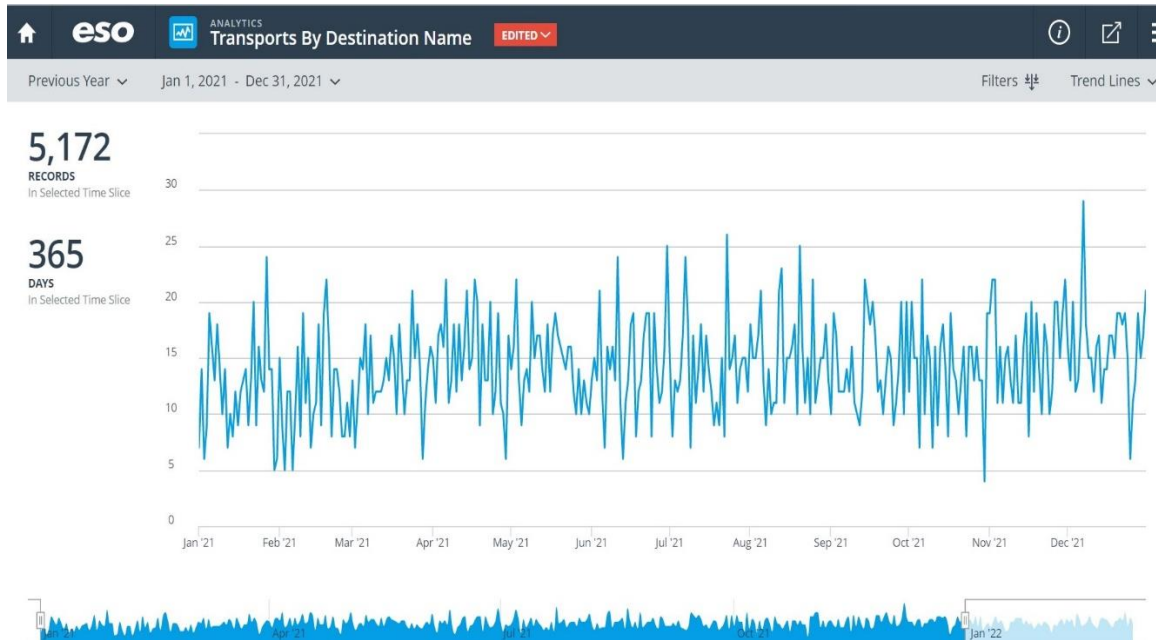 eso
ANALYTICS
Transports By Destination Name
EDITED
Previous Year
Jan 1, 2021 - Dec 31, 2021
Filters
Trend Lines
5,172
RECORDS
In Selected Time Slice
365
DAYS
In Selected Time Slice
30
25
20
15
10
5
0
Jan '21 Feb '21 Mar '21 Apr '21 May '21 Jun '21 Jul '21 Aug '21 Sep '21 Oct '21 Nov '21 Dec '21
Jan '21 Apr '21 Jul '21 Oct '21 Jan '22